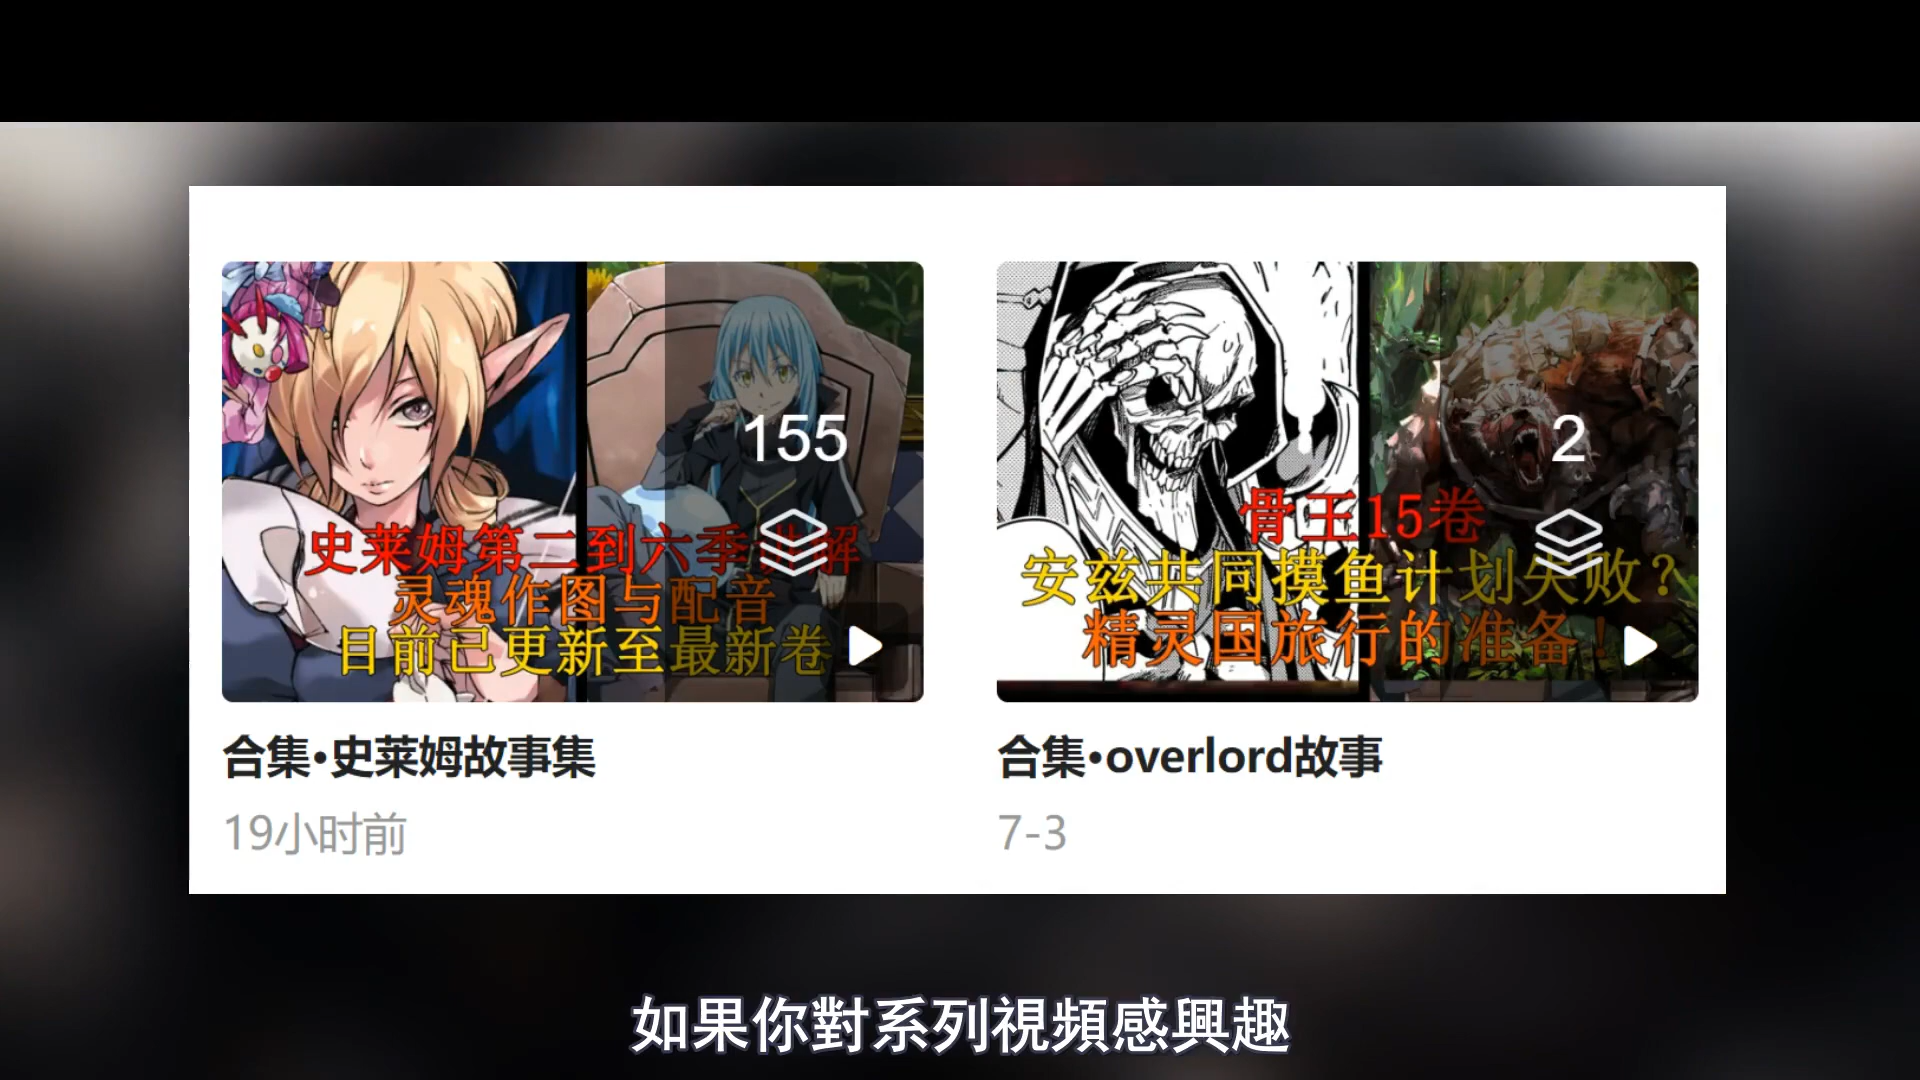 155
史莱姆第二到六季讲解
灵魂作图与配音
目前已更新至最新卷
合集·史莱姆故事集
19小时前
2
骨王15卷
安兹共同摸鱼计划失败？
精灵国旅行的准备！
合集·overlord故事
7-3
如果你對系列視頻感興趣